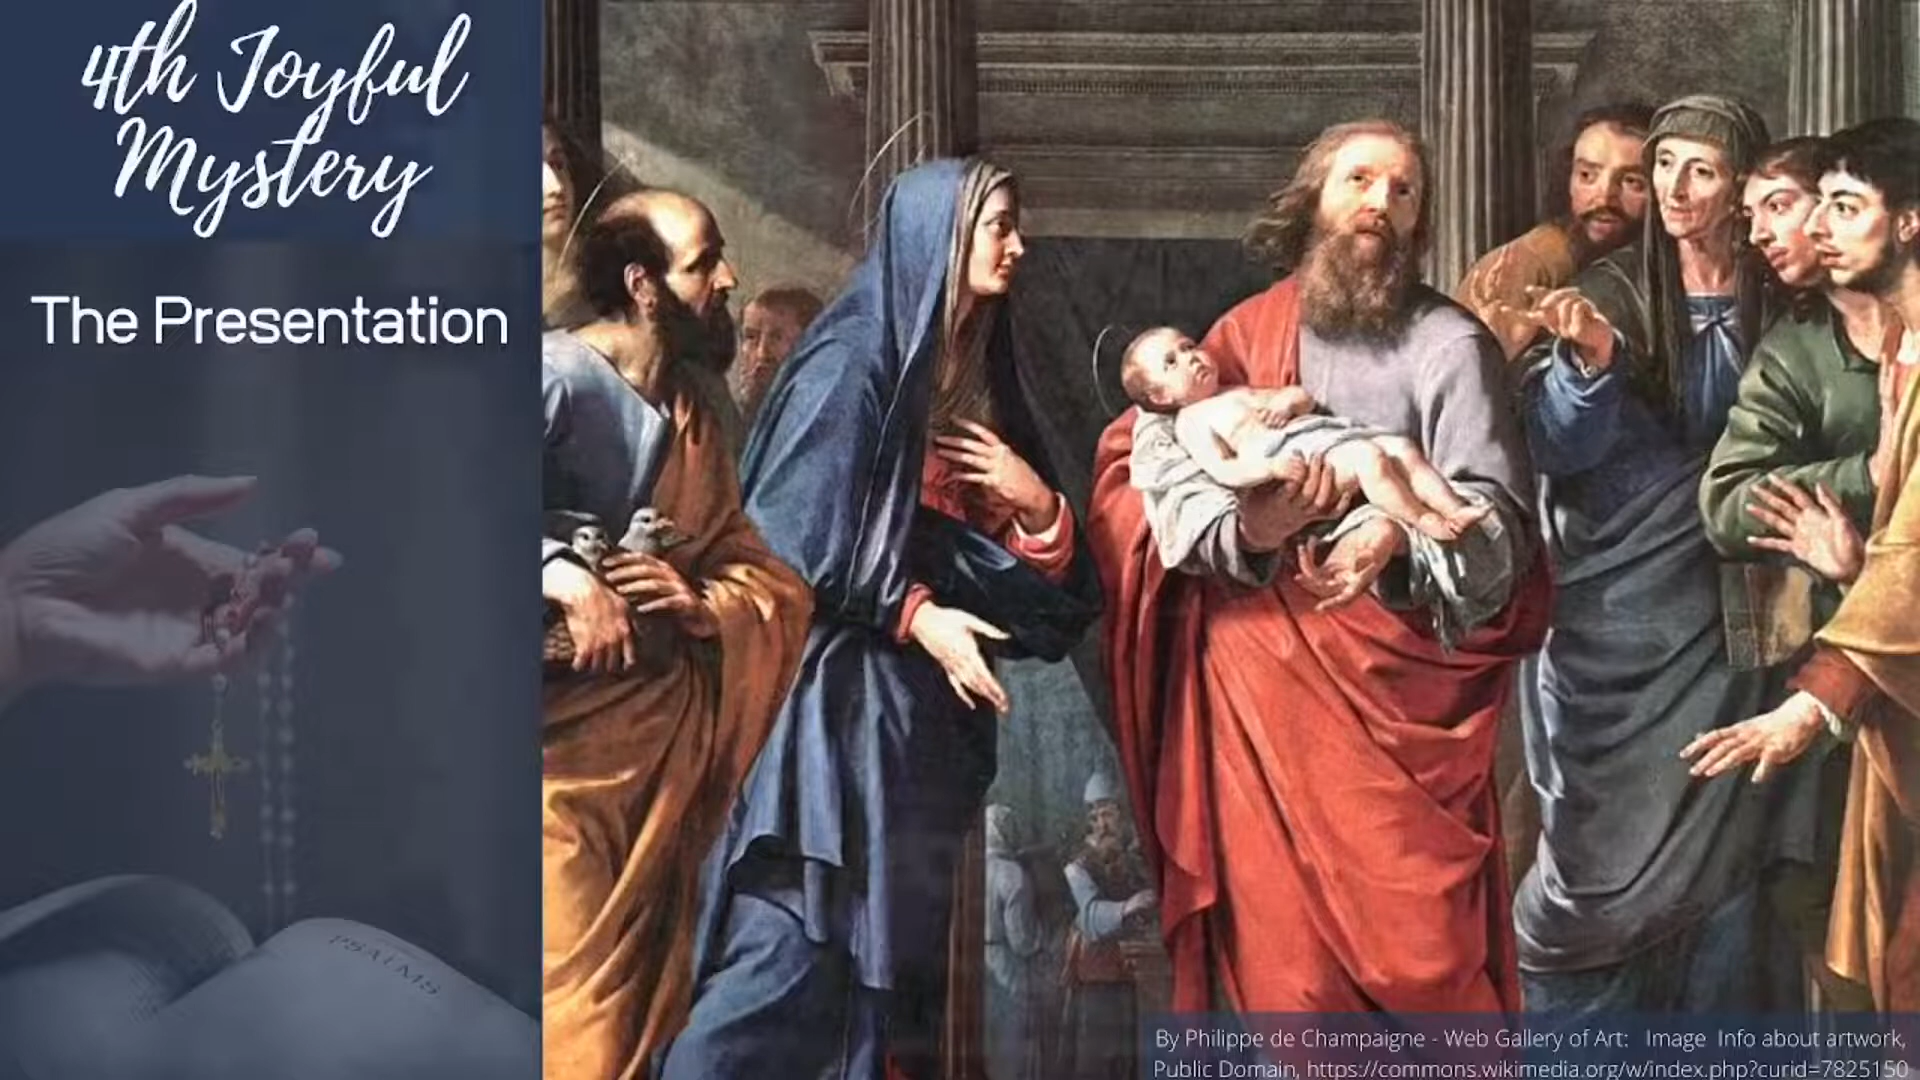 4th Joyful
Mystery
The Presentation
PSALMS
By Philippe de Champaigne - Web Gallery of Art: Image Info about artwork,
Public Domain, https://commons.wikimedia.org/w/index.php?curid=7825150